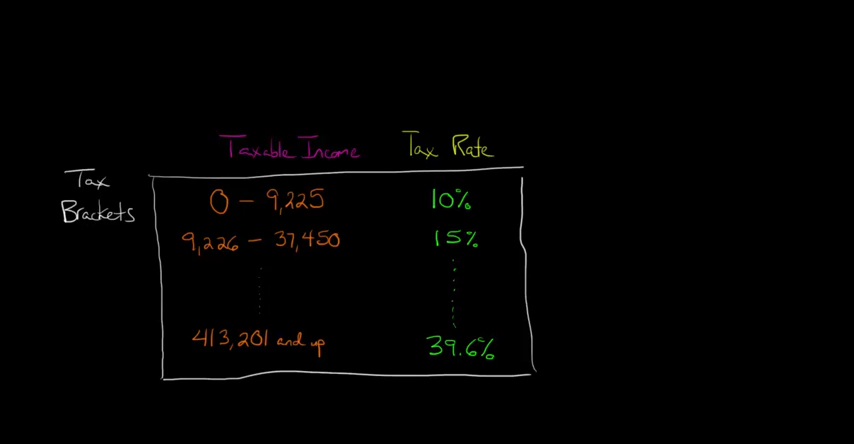 Taxable Income Tax Rate
Tax
Brackets
0 - 9,225 10%
9,226 - 37,450 15%
413,201 and up 39.6%